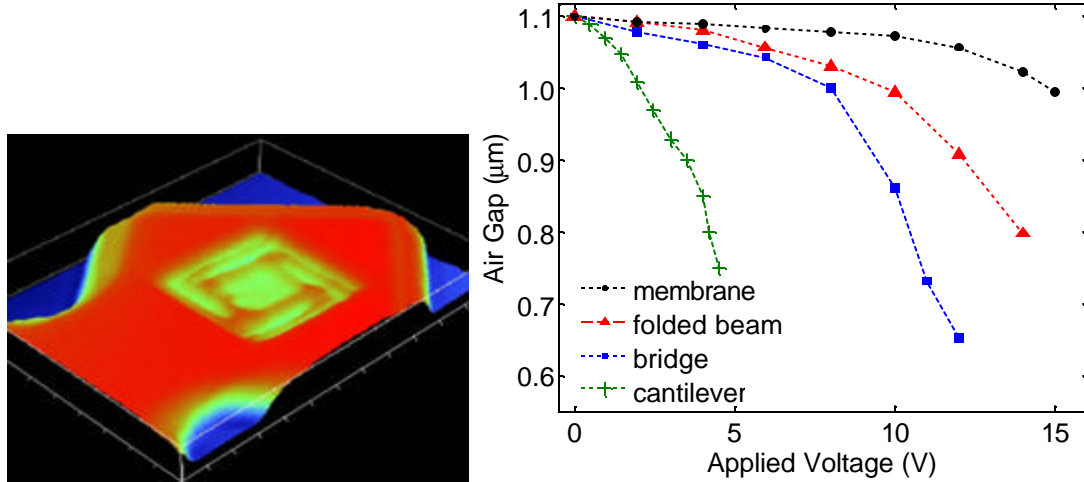 1.1
1.0
0.9
0.8
0.7
0.6
Air Gap (μm)
membrane
folded beam
bridge
cantilever
0
5
10
15
Applied Voltage (V)